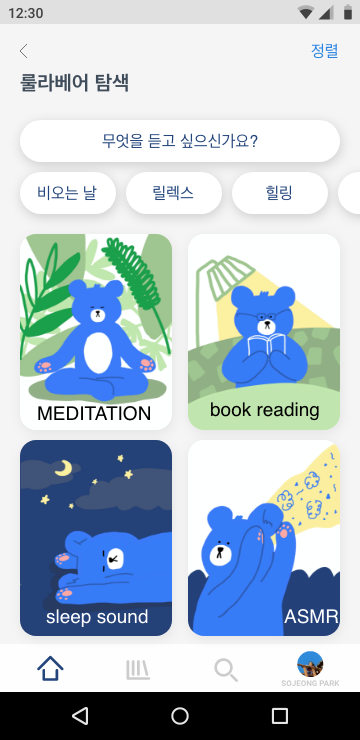 12:30
정렬
룰라베어 탐색
무엇을 듣고 싶으신가요?
비오는 날
릴렉스
힐링
MEDITATION
book reading
sleep sound
ASMR
SOJEONG PARK